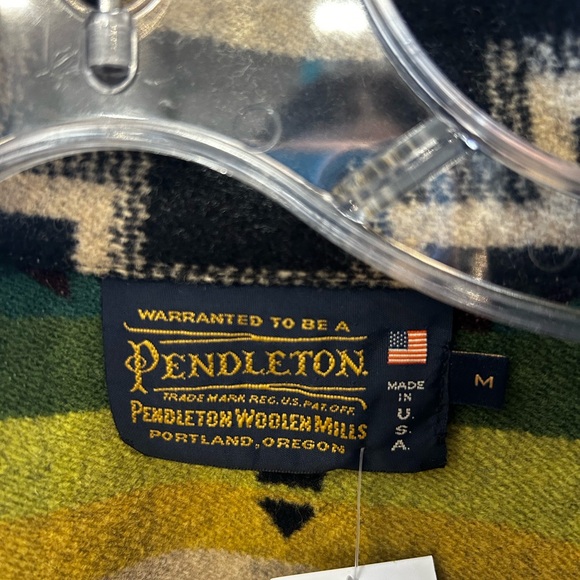 WARRANTED TO BE A
PENDLETON
TRADE MARK REG. U.S. PAT. OFF.
PENDLETON WOOLEN MILLS
PORTLAND, OREGON
MADE
IN
U.
S.
A.
M